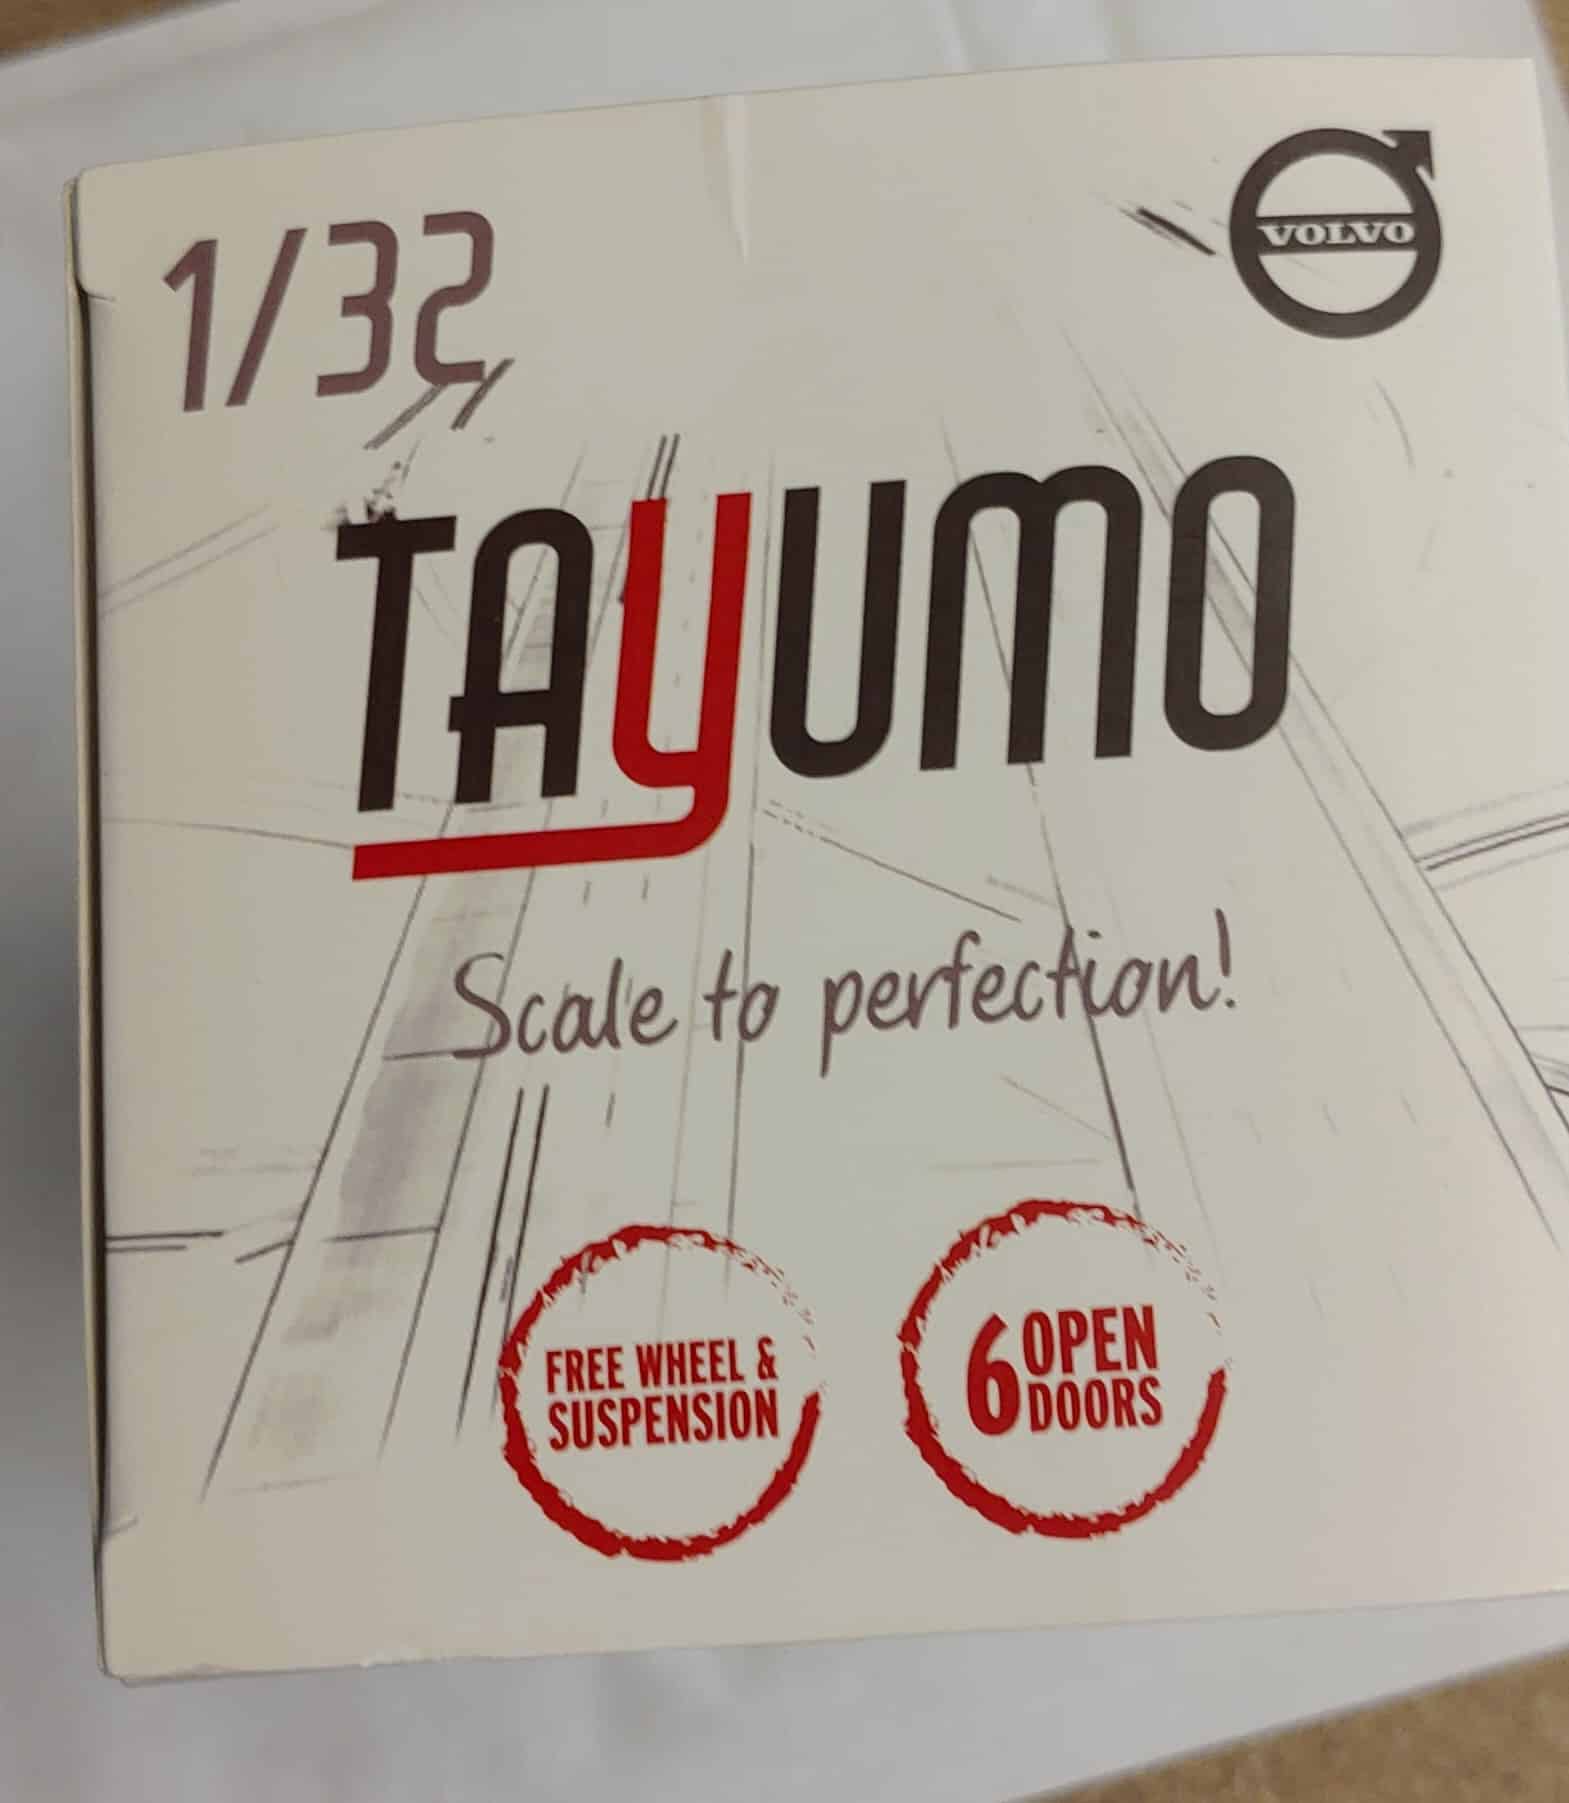 1/32
VOLVO
TAYUMO
Scale to perfection!
FREE WHEEL &
SUSPENSION
6 OPEN
DOORS